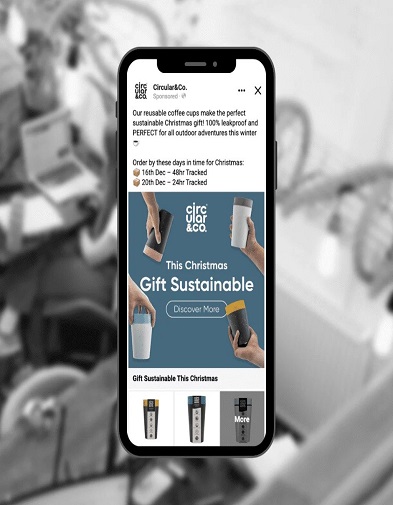 circ
ular
&co.
Circular&Co.
Sponsored
Our reusable coffee cups make the perfect
sustainable Christmas gift! 100% leakproof and
PERFECT for all outdoor adventures this winter
☕
Order by these days in time for Christmas:
📦 16th Dec – 48hr Tracked
📦 20th Dec – 24hr Tracked
circ
ular
&co.
This Christmas
Gift Sustainable
Discover More
Gift Sustainable This Christmas
More